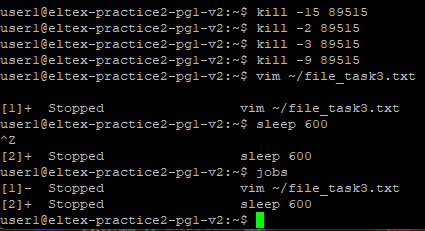 user1@eltex-practice2-pg1-v2:~$ kill -15 89515
user1@eltex-practice2-pg1-v2:~$ kill -2 89515
user1@eltex-practice2-pg1-v2:~$ kill -3 89515
user1@eltex-practice2-pg1-v2:~$ kill -9 89515
user1@eltex-practice2-pg1-v2:~$ vim ~/file_task3.txt
[1]+  Stopped                 vim ~/file_task3.txt
user1@eltex-practice2-pg1-v2:~$ sleep 600
^Z
[2]+  Stopped                 sleep 600
user1@eltex-practice2-pg1-v2:~$ jobs
[1]-  Stopped                 vim ~/file_task3.txt
[2]+  Stopped                 sleep 600
user1@eltex-practice2-pg1-v2:~$